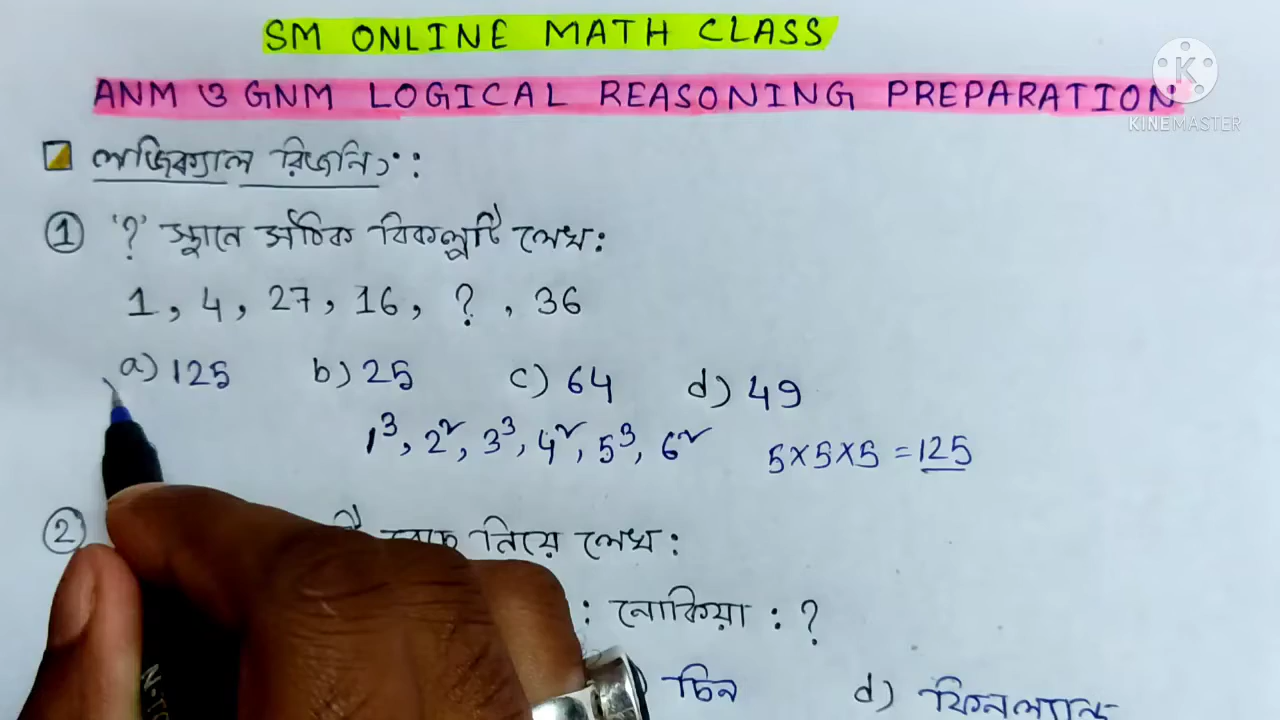 SM ONLINE MATH CLASS
ANM ও GNM LOGICAL REASONING PREPARATION
KINEMASTER
লজিক্যাল রিজনিং::
① '?' স্থানে সঠিক বিকল্পটি লেখ:
1, 4, 27, 16, ?, 36
a) 125 b) 25 c) 64 d) 49
1³, 2², 3³, 4², 5³, 6² 5×5×5 = 125
② নিয়ে লেখ:
: নোকিয়া : ?
চিন d) ফিনল্যান্ড
N-TO